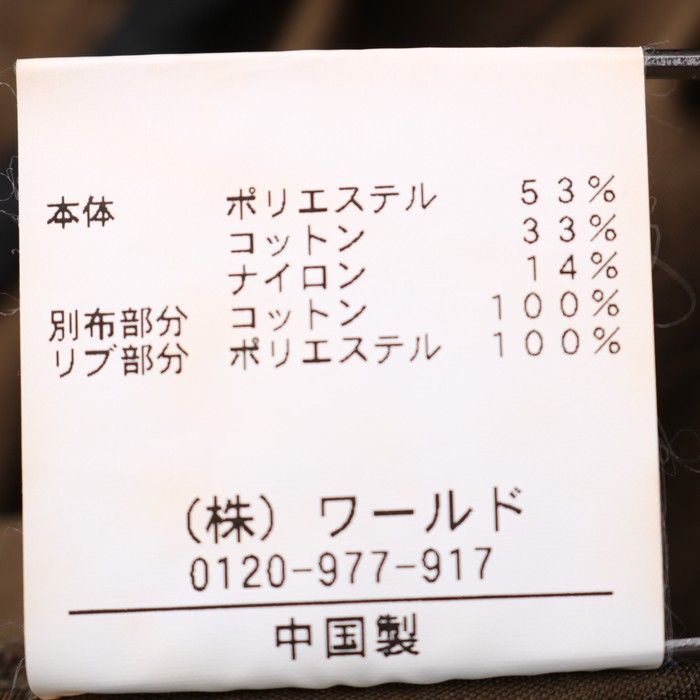 本体 ポリエステル 53%
コットン 33%
ナイロン 14%
別布部分 コットン 100%
リブ部分 ポリエステル 100%
(株) ワールド
0120-977-917
中国製